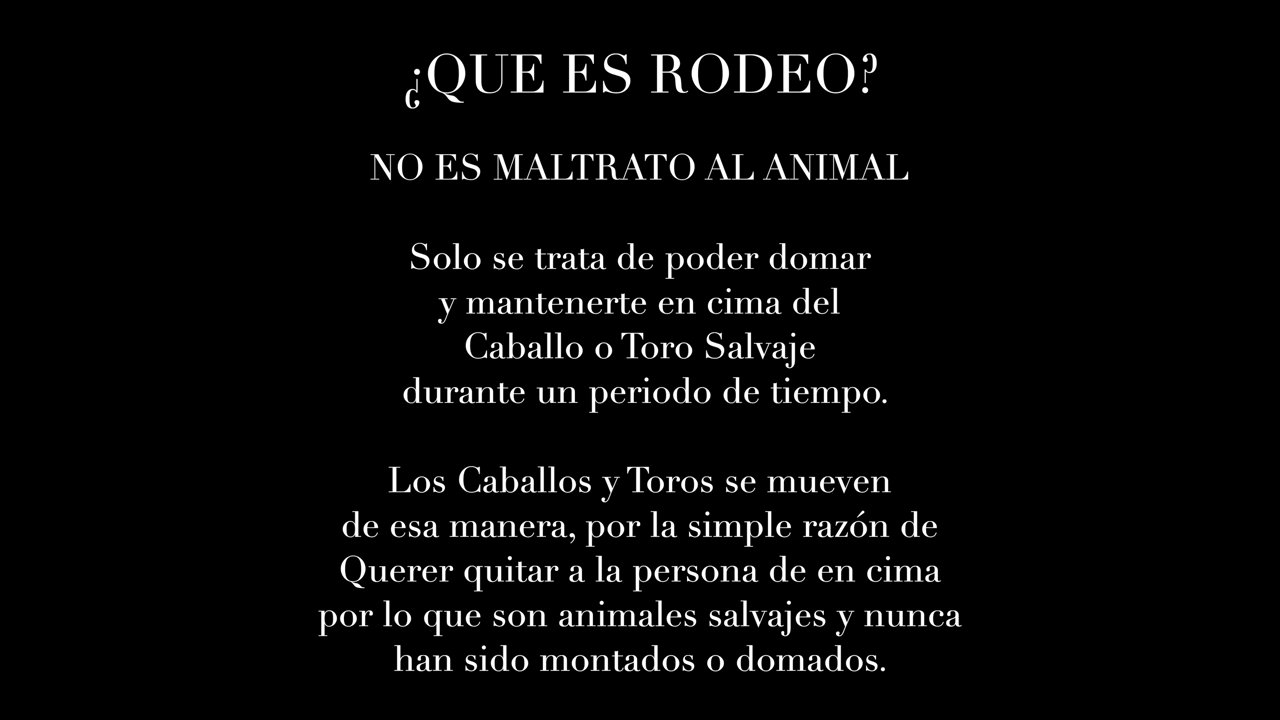 ¿QUE ES RODEO?
NO ES MALTRATO AL ANIMAL
Solo se trata de poder domar
y mantenerte en cima del
Caballo o Toro Salvaje
durante un periodo de tiempo.
Los Caballos y Toros se mueven
de esa manera, por la simple razón de
Querer quitar a la persona de en cima
por lo que son animales salvajes y nunca
han sido montados o domados.